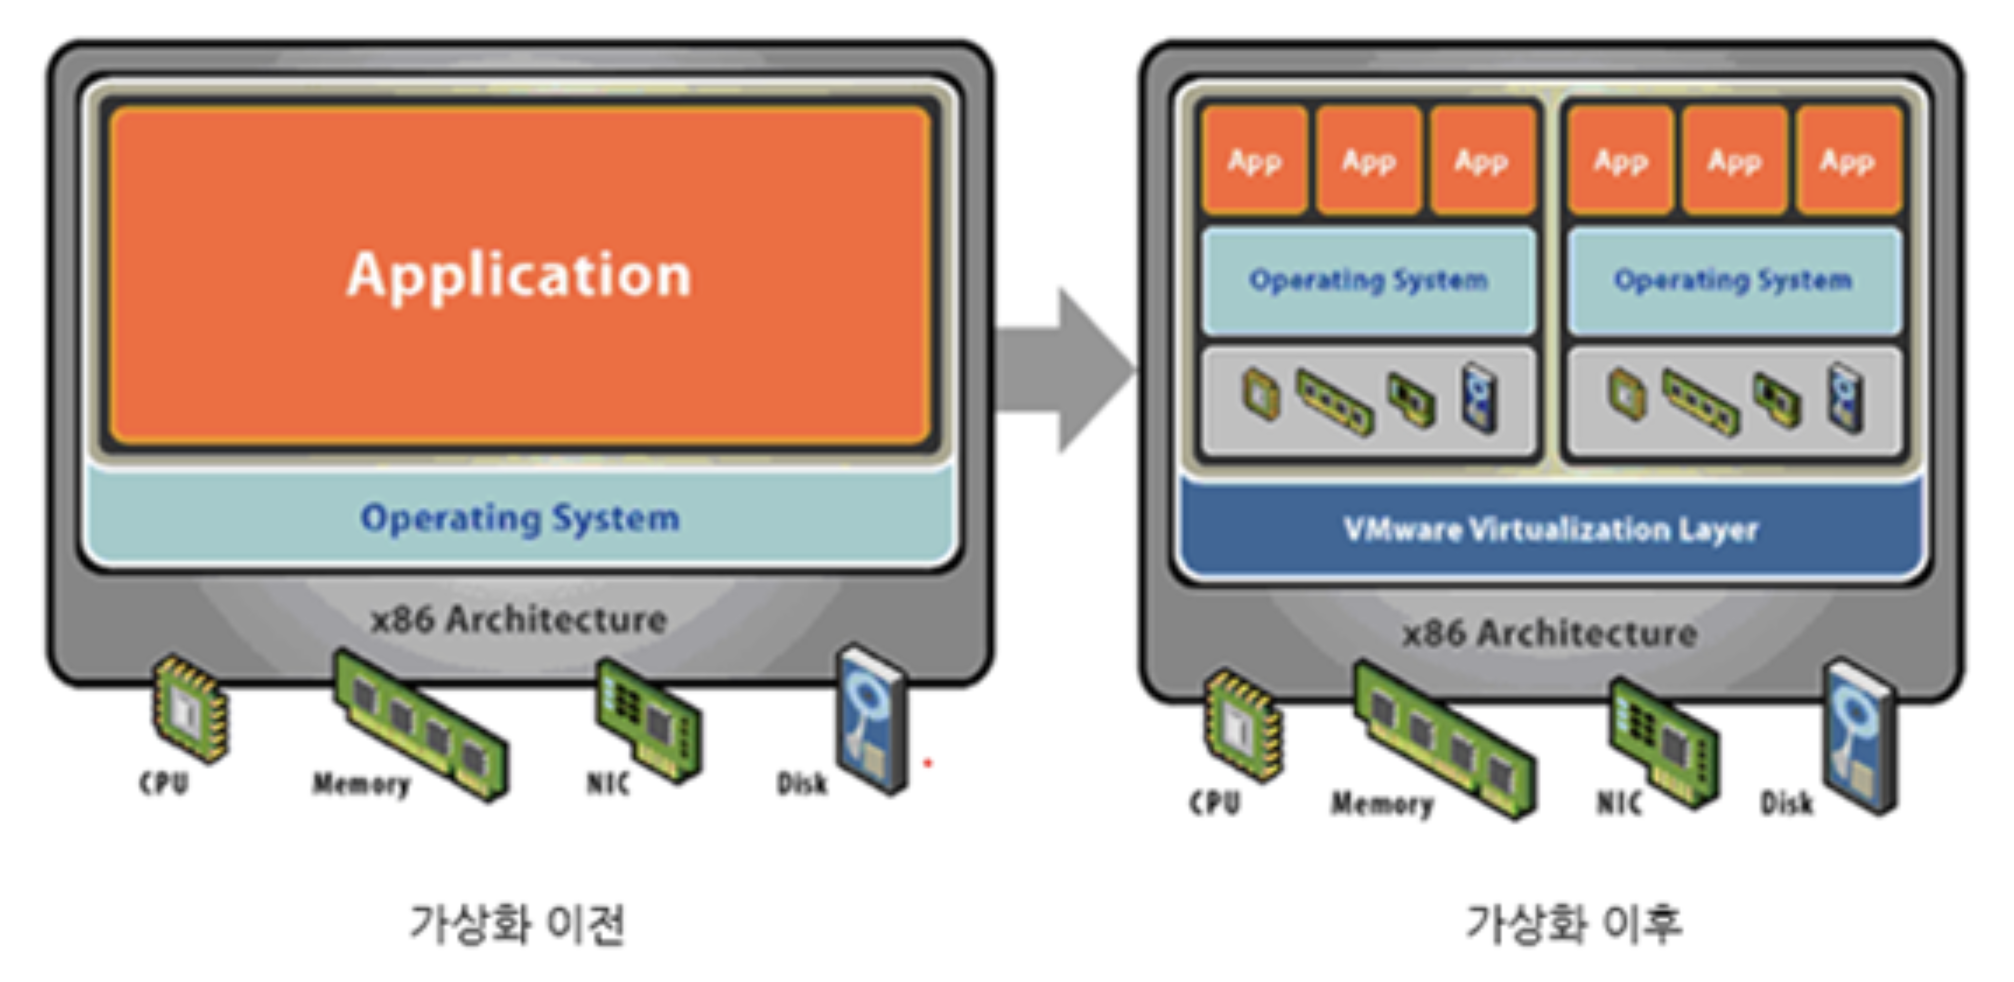 Application
Operating System
x86 Architecture
CPU
Memory
NIC
Disk
가상화 이전
App App App App App App
Operating System Operating System
VMware Virtualization Layer
x86 Architecture
CPU
Memory
NIC
Disk
가상화 이후